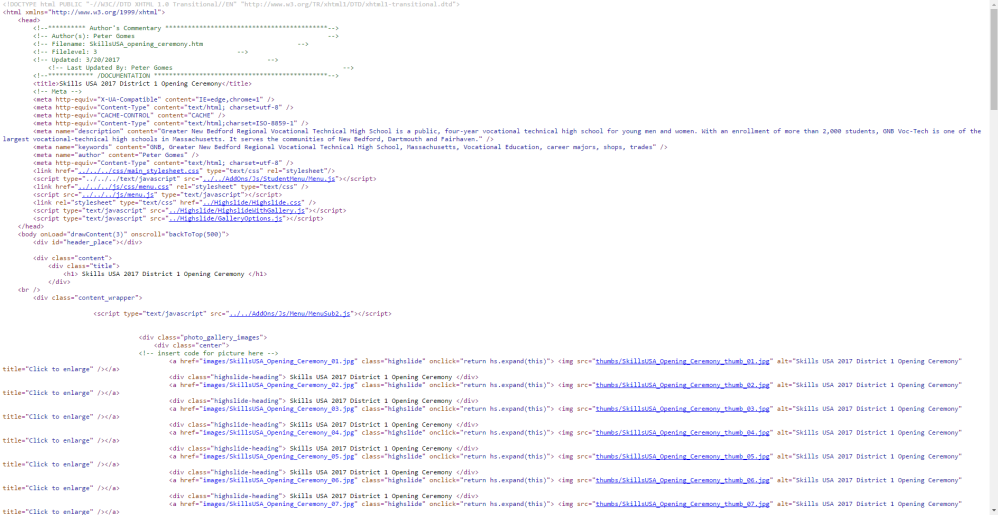 <!DOCTYPE html PUBLIC "-//W3C//DTD XHTML 1.0 Transitional//EN" "http://www.w3.org/TR/xhtml1/DTD/xhtml1-transitional.dtd">
<html xmlns="http://www.w3.org/1999/xhtml">
<head>
<!--********** Author's Commentary ******************************************-->
<!-- Author(s): Peter Gomes -->
<!-- Filename: SkillsUSA_opening_ceremony.htm -->
<!-- Filelevel: 3 -->
<!-- Updated: 3/20/2017 -->
<!-- Last Updated By: Peter Gomes -->
<!--************ /DOCUMENTATION *********************************************-->
<title>Skills USA 2017 District 1 Opening Ceremony</title>
<!-- Meta -->
<meta http-equiv="X-UA-Compatible" content="IE=edge,chrome=1" />
<meta http-equiv="Content-Type" content="text/html; charset=utf-8" />
<meta http-equiv="CACHE-CONTROL" content="CACHE" />
<meta http-equiv="Content-Type" content="text/html;charset=ISO-8859-1" />
<meta name="description" content="Greater New Bedford Regional Vocational Technical High School is a public, four-year vocational technical high school for young men and women. With an enrollment of more than 2,000 students, GNB Voc-Tech is one of the
largest vocational-technical high schools in Massachusetts. It serves the communities of New Bedford, Dartmouth and Fairhaven." />
<meta name="keywords" content="GNB, Greater New Bedford Regional Vocational Technical High School, Massachusetts, Vocational Education, career majors, shops, trades" />
<meta name="author" content="Peter Gomes" />
<meta http-equiv="Content-Type" content="text/html; charset=utf-8" />
<link href="../../../css/main_stylesheet.css" type="text/css" rel="stylesheet"/>
<script type="../../../text/javascript" src="../../AddOns/Js/StudentMenu/Menu.js"></script>
<link href="../../../js/css/menu.css" rel="stylesheet" type="text/css" />
<script src="../../../js/menu.js" type="text/javascript"></script>
<link rel="stylesheet" type="text/css" href="../Highslide/Highslide.css" />
<script type="text/javascript" src="../Highslide/HighslideWithGallery.js"></script>
<script type="text/javascript" src="../Highslide/GalleryOptions.js"></script>
</head>
<body onLoad="drawContent(3)" onscroll="backToTop(500)">
<div id="header_place"></div>
<div class="content">
<div class="title">
<h1> Skills USA 2017 District 1 Opening Ceremony </h1>
</div>
<br />
<div class="content_wrapper">
<script type="text/javascript" src="../../AddOns/Js/Menu/MenuSub2.js"></script>
<div class="photo_gallery_images">
<div class="center">
<!-- insert code for picture here -->
<a href="images/SkillsUSA_Opening_Ceremony_01.jpg" class="highslide" onclick="return hs.expand(this)"> <img src="thumbs/SkillsUSA_Opening_Ceremony_thumb_01.jpg" alt="Skills USA 2017 District 1 Opening Ceremony"
title="Click to enlarge" /></a>
<div class="highslide-heading"> Skills USA 2017 District 1 Opening Ceremony </div>
<a href="images/SkillsUSA_Opening_Ceremony_02.jpg" class="highslide" onclick="return hs.expand(this)"> <img src="thumbs/SkillsUSA_Opening_Ceremony_thumb_02.jpg" alt="Skills USA 2017 District 1 Opening Ceremony"
title="Click to enlarge" /></a>
<div class="highslide-heading"> Skills USA 2017 District 1 Opening Ceremony </div>
<a href="images/SkillsUSA_Opening_Ceremony_03.jpg" class="highslide" onclick="return hs.expand(this)"> <img src="thumbs/SkillsUSA_Opening_Ceremony_thumb_03.jpg" alt="Skills USA 2017 District 1 Opening Ceremony"
title="Click to enlarge" /></a>
<div class="highslide-heading"> Skills USA 2017 District 1 Opening Ceremony </div>
<a href="images/SkillsUSA_Opening_Ceremony_04.jpg" class="highslide" onclick="return hs.expand(this)"> <img src="thumbs/SkillsUSA_Opening_Ceremony_thumb_04.jpg" alt="Skills USA 2017 District 1 Opening Ceremony"
title="Click to enlarge" /></a>
<div class="highslide-heading"> Skills USA 2017 District 1 Opening Ceremony </div>
<a href="images/SkillsUSA_Opening_Ceremony_05.jpg" class="highslide" onclick="return hs.expand(this)"> <img src="thumbs/SkillsUSA_Opening_Ceremony_thumb_05.jpg" alt="Skills USA 2017 District 1 Opening Ceremony"
title="Click to enlarge" /></a>
<div class="highslide-heading"> Skills USA 2017 District 1 Opening Ceremony </div>
<a href="images/SkillsUSA_Opening_Ceremony_06.jpg" class="highslide" onclick="return hs.expand(this)"> <img src="thumbs/SkillsUSA_Opening_Ceremony_thumb_06.jpg" alt="Skills USA 2017 District 1 Opening Ceremony"
title="Click to enlarge" /></a>
<div class="highslide-heading"> Skills USA 2017 District 1 Opening Ceremony </div>
<a href="images/SkillsUSA_Opening_Ceremony_07.jpg" class="highslide" onclick="return hs.expand(this)"> <img src="thumbs/SkillsUSA_Opening_Ceremony_thumb_07.jpg" alt="Skills USA 2017 District 1 Opening Ceremony"
title="Click to enlarge" /></a>